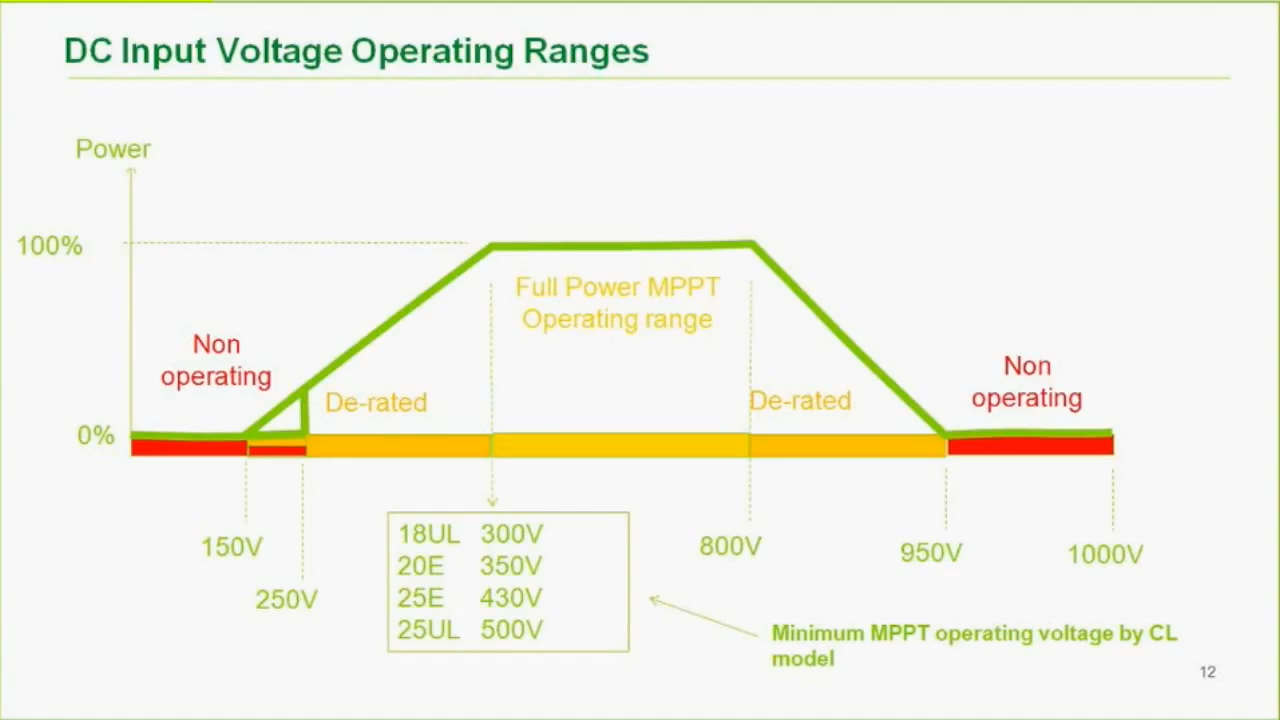 DC Input Voltage Operating Ranges
Power
100%
Full Power MPPT
Operating range
Non
operating
Non
operating
De-rated
De-rated
0%
150V
250V
18UL 300V
20E 350V
25E 430V
25UL 500V
800V
950V
1000V
Minimum MPPT operating voltage by CL
model
12